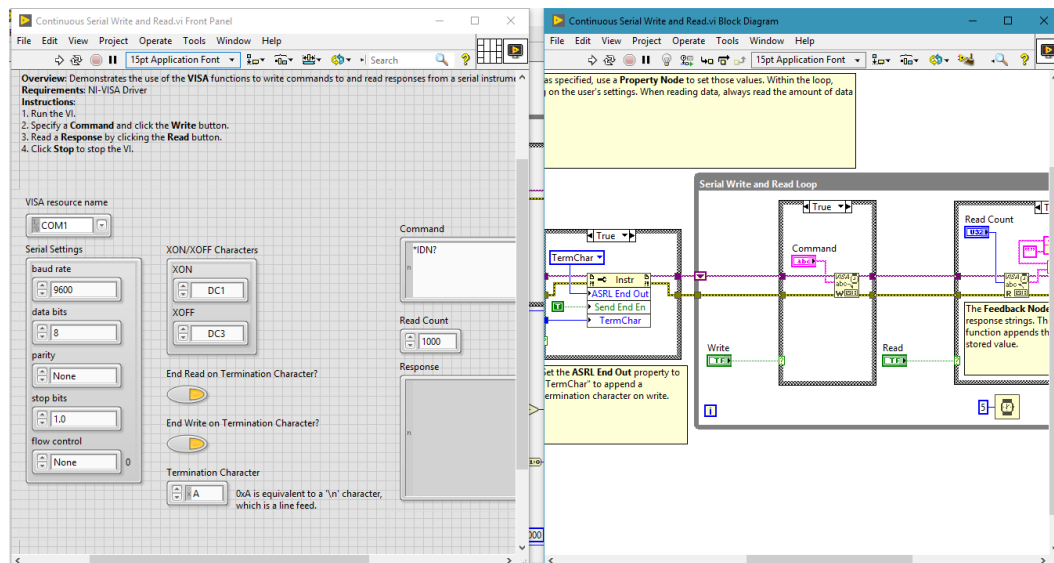 Continuous Serial Write and Read.vi Front Panel
File Edit View Project Operate Tools Window Help
15pt Application Font
Search
Overview: Demonstrates the use of the VISA functions to write commands to and read responses from a serial instrume
Requirements: NI-VISA Driver
Instructions:
1. Run the VI.
2. Specify a Command and click the Write button.
3. Read a Response by clicking the Read button.
4. Click Stop to stop the VI.
VISA resource name
COM1
Serial Settings
baud rate
9600
data bits
8
parity
None
stop bits
1.0
flow control
None
0
XON/XOFF Characters
XON
DC1
XOFF
DC3
End Read on Termination Character?
End Write on Termination Character?
Termination Character
x A
0xA is equivalent to a '\n' character,
which is a line feed.
Command
*IDN?
n
Read Count
1000
Response
n
Continuous Serial Write and Read.vi Block Diagram
File Edit View Project Operate Tools Window Help
15pt Application Font
as specified, use a Property Node to set those values. Within the loop,
on the user's settings. When reading data, always read the amount of data
True
TermChar
Instr
ASRL End Out
Send End En
TermChar
T
et the ASRL End Out property to
"TermChar" to append a
ermination character on write.
Serial Write and Read Loop
True
Command
abc
VISA
abc
W
Write
TF
i
Read Count
U32
VISA
abc
R
The Feedback Node
response strings. Th
function appends th
stored value.
Read
TF
5